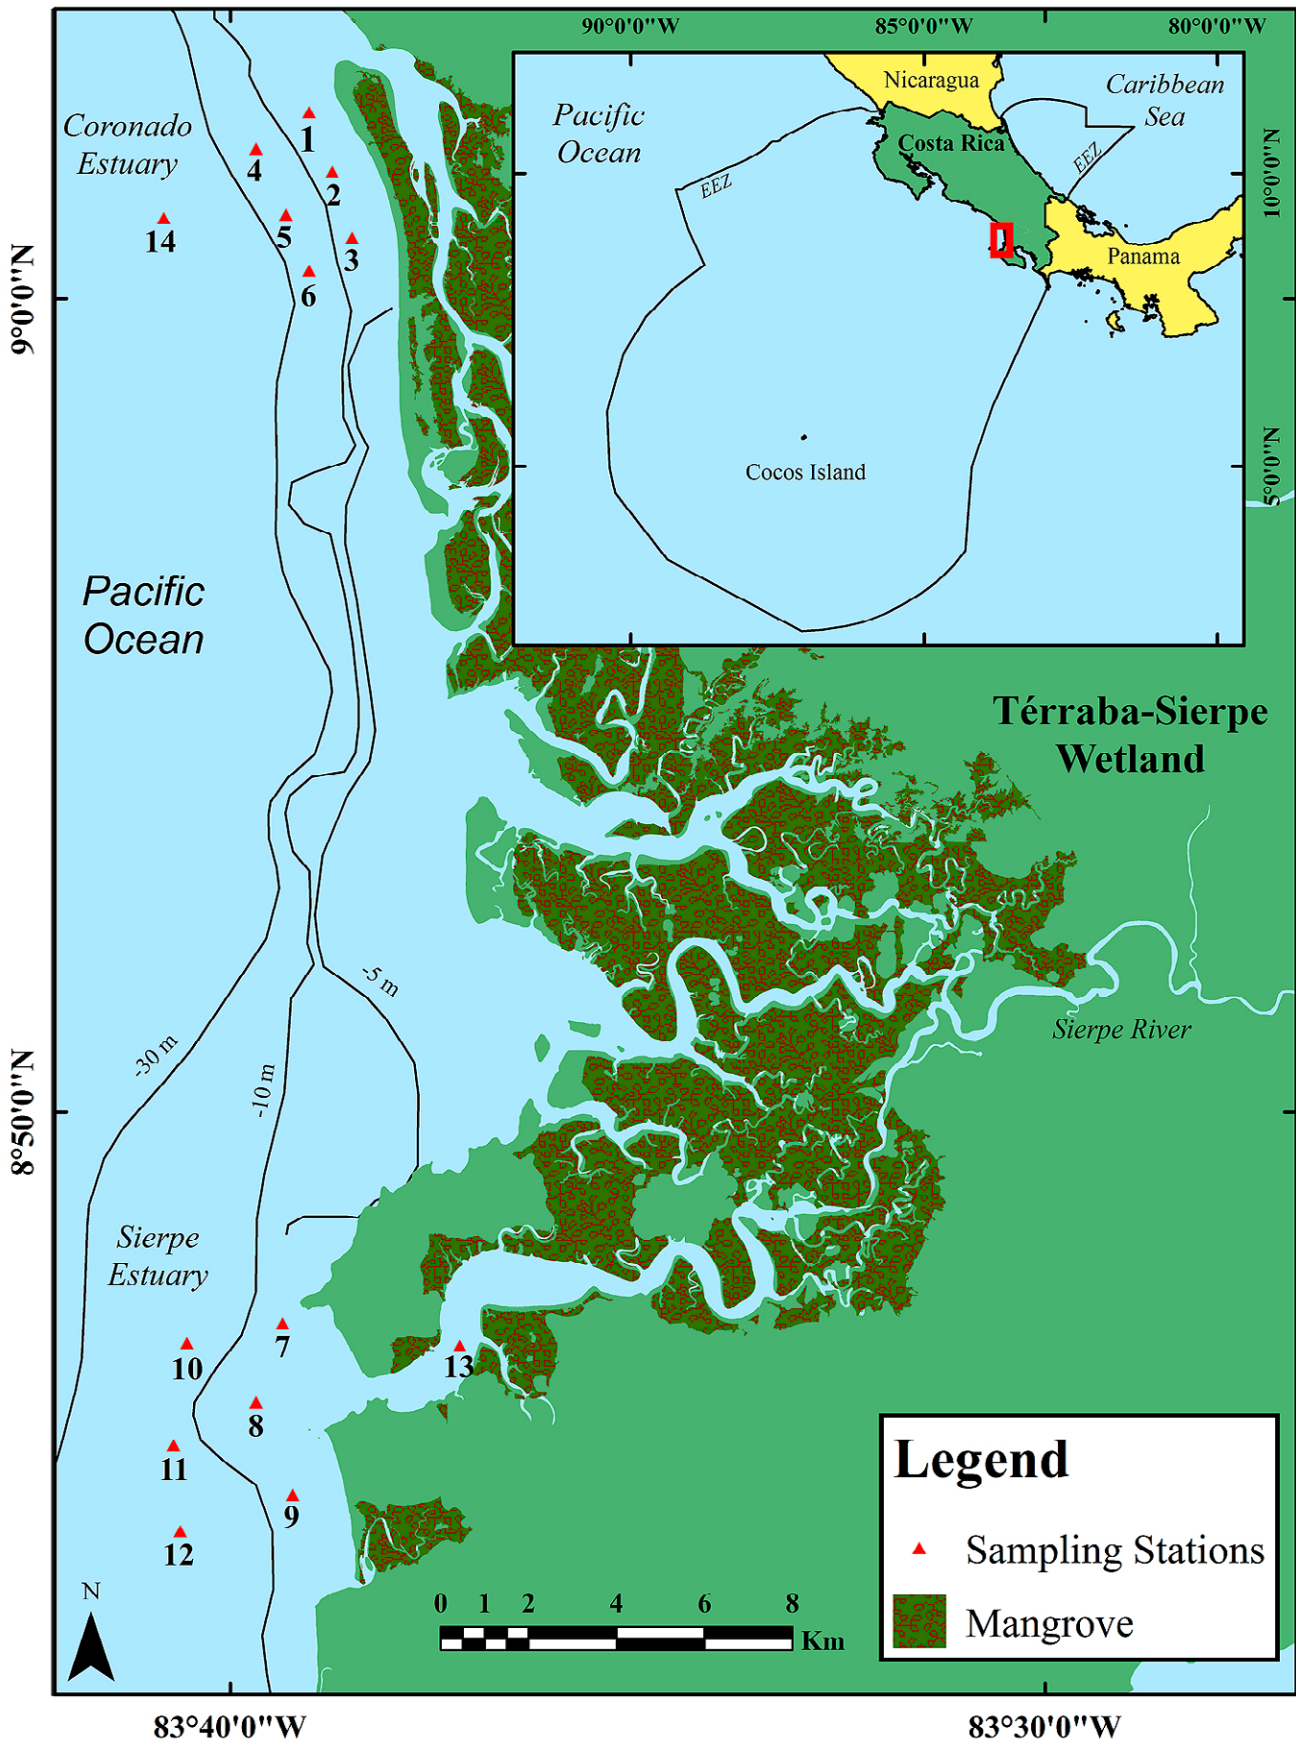 90°0'0"W
85°0'0"W
80°0'0"W
Nicaragua
Caribbean
Sea
Pacific
Ocean
Costa Rica
EEZ
EEZ
10°0'0"N
Panama
Cocos Island
5°0'0"N
Coronado
Estuary
1
4
2
14
5
3
6
9°0'0"N
Pacific
Ocean
Térraba-Sierpe
Wetland
-5 m
-30 m
-10 m
Sierpe River
8°50'0"N
Sierpe
Estuary
7
10
13
8
11
9
12
Legend
Sampling Stations
Mangrove
N
0 1 2 4 6 8
Km
83°40'0"W
83°30'0"W